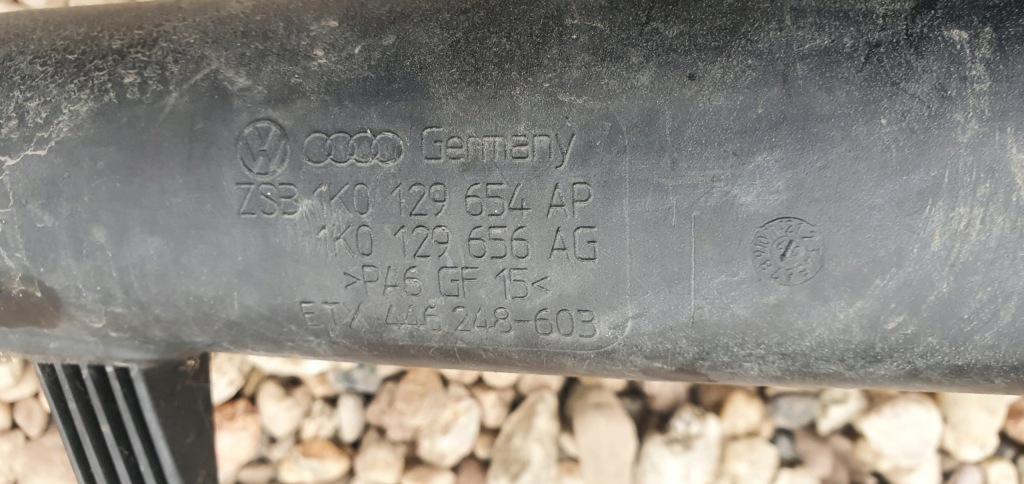 Germany
ZSB 1K0 129 654 AP
1K0 129 656 AG
>PA6 GF 15<
ETX 446 248-603